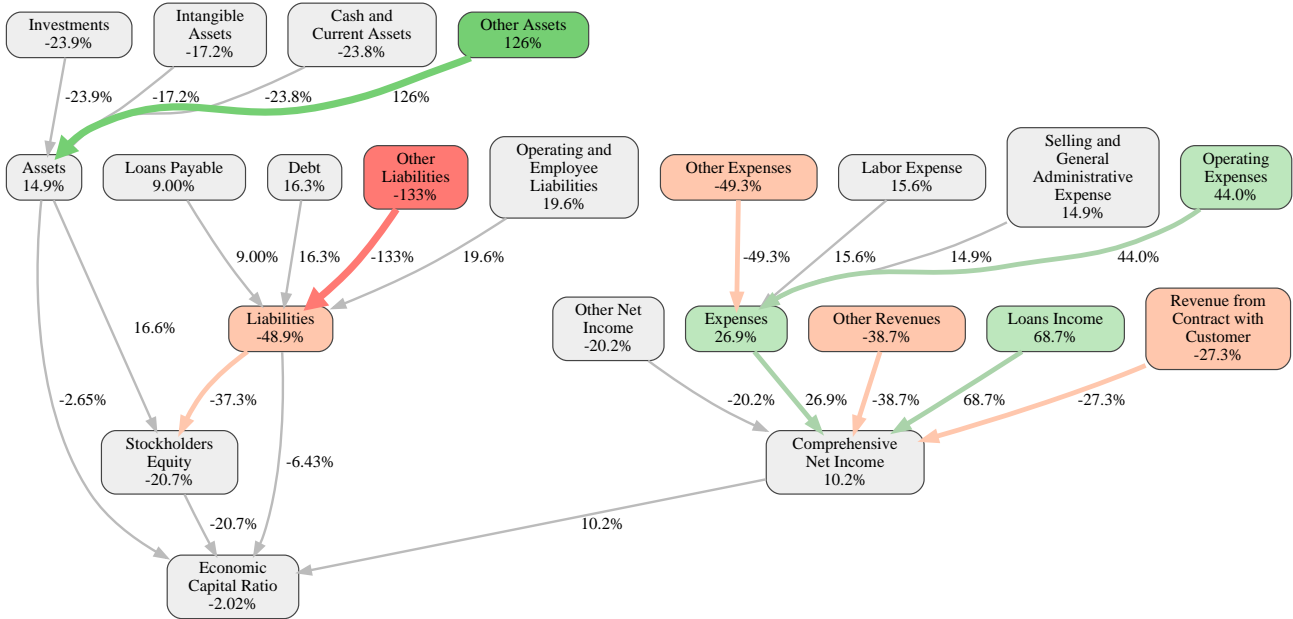 Investments
-23.9%
Intangible
Assets
-17.2%
Cash and
Current Assets
-23.8%
Other Assets
126%
-23.9%
-17.2%
-23.8%
126%
Assets
14.9%
Loans Payable
9.00%
Debt
16.3%
Other
Liabilities
-133%
Operating and
Employee
Liabilities
19.6%
Other Expenses
-49.3%
Labor Expense
15.6%
Selling and
General
Administrative
Expense
14.9%
Operating
Expenses
44.0%
9.00%
16.3%
-133%
19.6%
-49.3%
15.6%
14.9%
44.0%
16.6%
Liabilities
-48.9%
Other Net
Income
-20.2%
Expenses
26.9%
Other Revenues
-38.7%
Loans Income
68.7%
Revenue from
Contract with
Customer
-27.3%
-2.65%
-37.3%
-20.2%
26.9%
-38.7%
68.7%
-27.3%
Stockholders
Equity
-20.7%
-6.43%
Comprehensive
Net Income
10.2%
-20.7%
10.2%
Economic
Capital Ratio
-2.02%